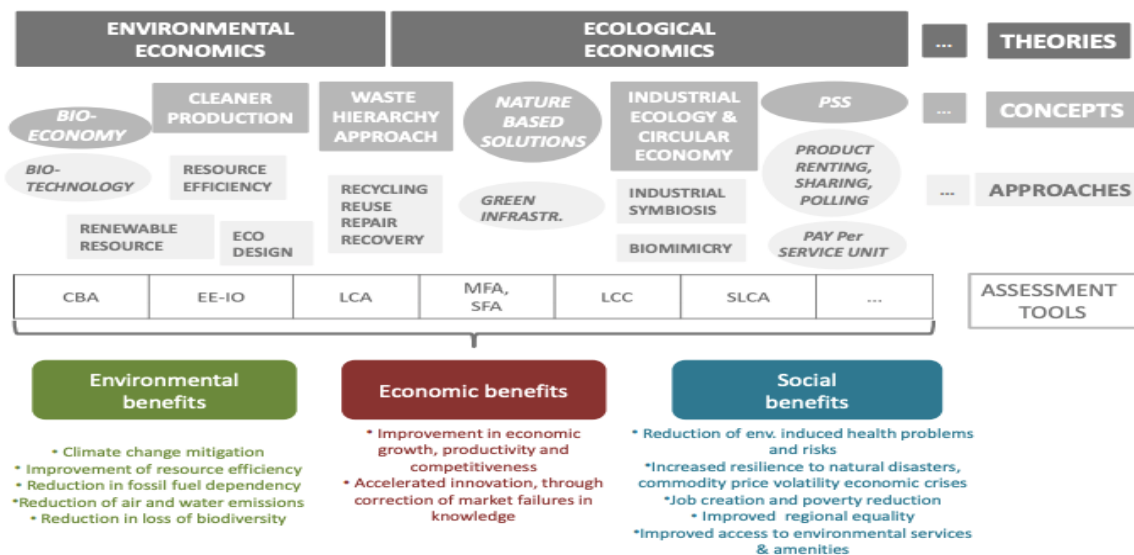 ENVIRONMENTAL
ECONOMICS
ECOLOGICAL
ECONOMICS
...
THEORIES
BIO-
ECONOMY
CLEANER
PRODUCTION
WASTE
HIERARCHY
APPROACH
NATURE
BASED
SOLUTIONS
INDUSTRIAL
ECOLOGY &
CIRCULAR
ECONOMY
PSS
...
CONCEPTS
BIO-
TECHNOLOGY
RESOURCE
EFFICIENCY
RENEWABLE
RESOURCE
ECO
DESIGN
RECYCLING
REUSE
REPAIR
RECOVERY
GREEN
INFRASTR.
INDUSTRIAL
SYMBIOSIS
BIOMIMICRY
PRODUCT
RENTING,
SHARING,
POLLING
PAY Per
SERVICE UNIT
...
APPROACHES
CBA
EE-IO
LCA
MFA,
SFA
LCC
SLCA
...
ASSESSMENT
TOOLS
Environmental
benefits
• Climate change mitigation
• Improvement of resource efficiency
• Reduction in fossil fuel dependency
•Reduction of air and water emissions
• Reduction in loss of biodiversity
Economic benefits
• Improvement in economic
growth, productivity and
competitiveness
• Accelerated innovation, through
correction of market failures in
knowledge
Social
benefits
• Reduction of env. induced health problems
and risks
•Increased resilience to natural disasters,
commodity price volatility economic crises
•Job creation and poverty reduction
• Improved regional equality
•Improved access to environmental services
& amenities